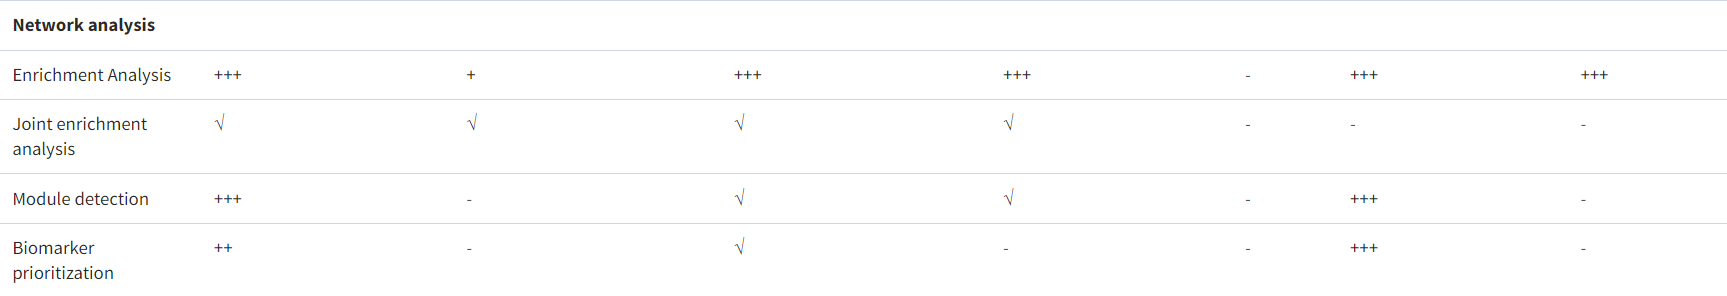 Network analysis
Enrichment Analysis +++ + +++ +++ - +++ +++
Joint enrichment √ √ √ √ - - -
analysis
Module detection +++ - √ √ - +++ -
Biomarker ++ - √ - - +++ -
prioritization